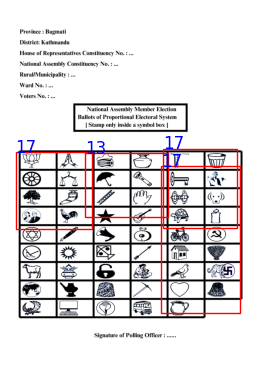 Province : Bagmati
District: Kathmandu
House of Representatives Constituency No. : ...
National Assembly Constituency No. : ...
Rural/Municipality : ...
Ward No. : ...
Voters No. : ...
National Assembly Member Election
Ballots of Proportional Electoral System
[ Stamp only inside a symbol box ]
17
13
17
17
Signature of Polling Officer : ......